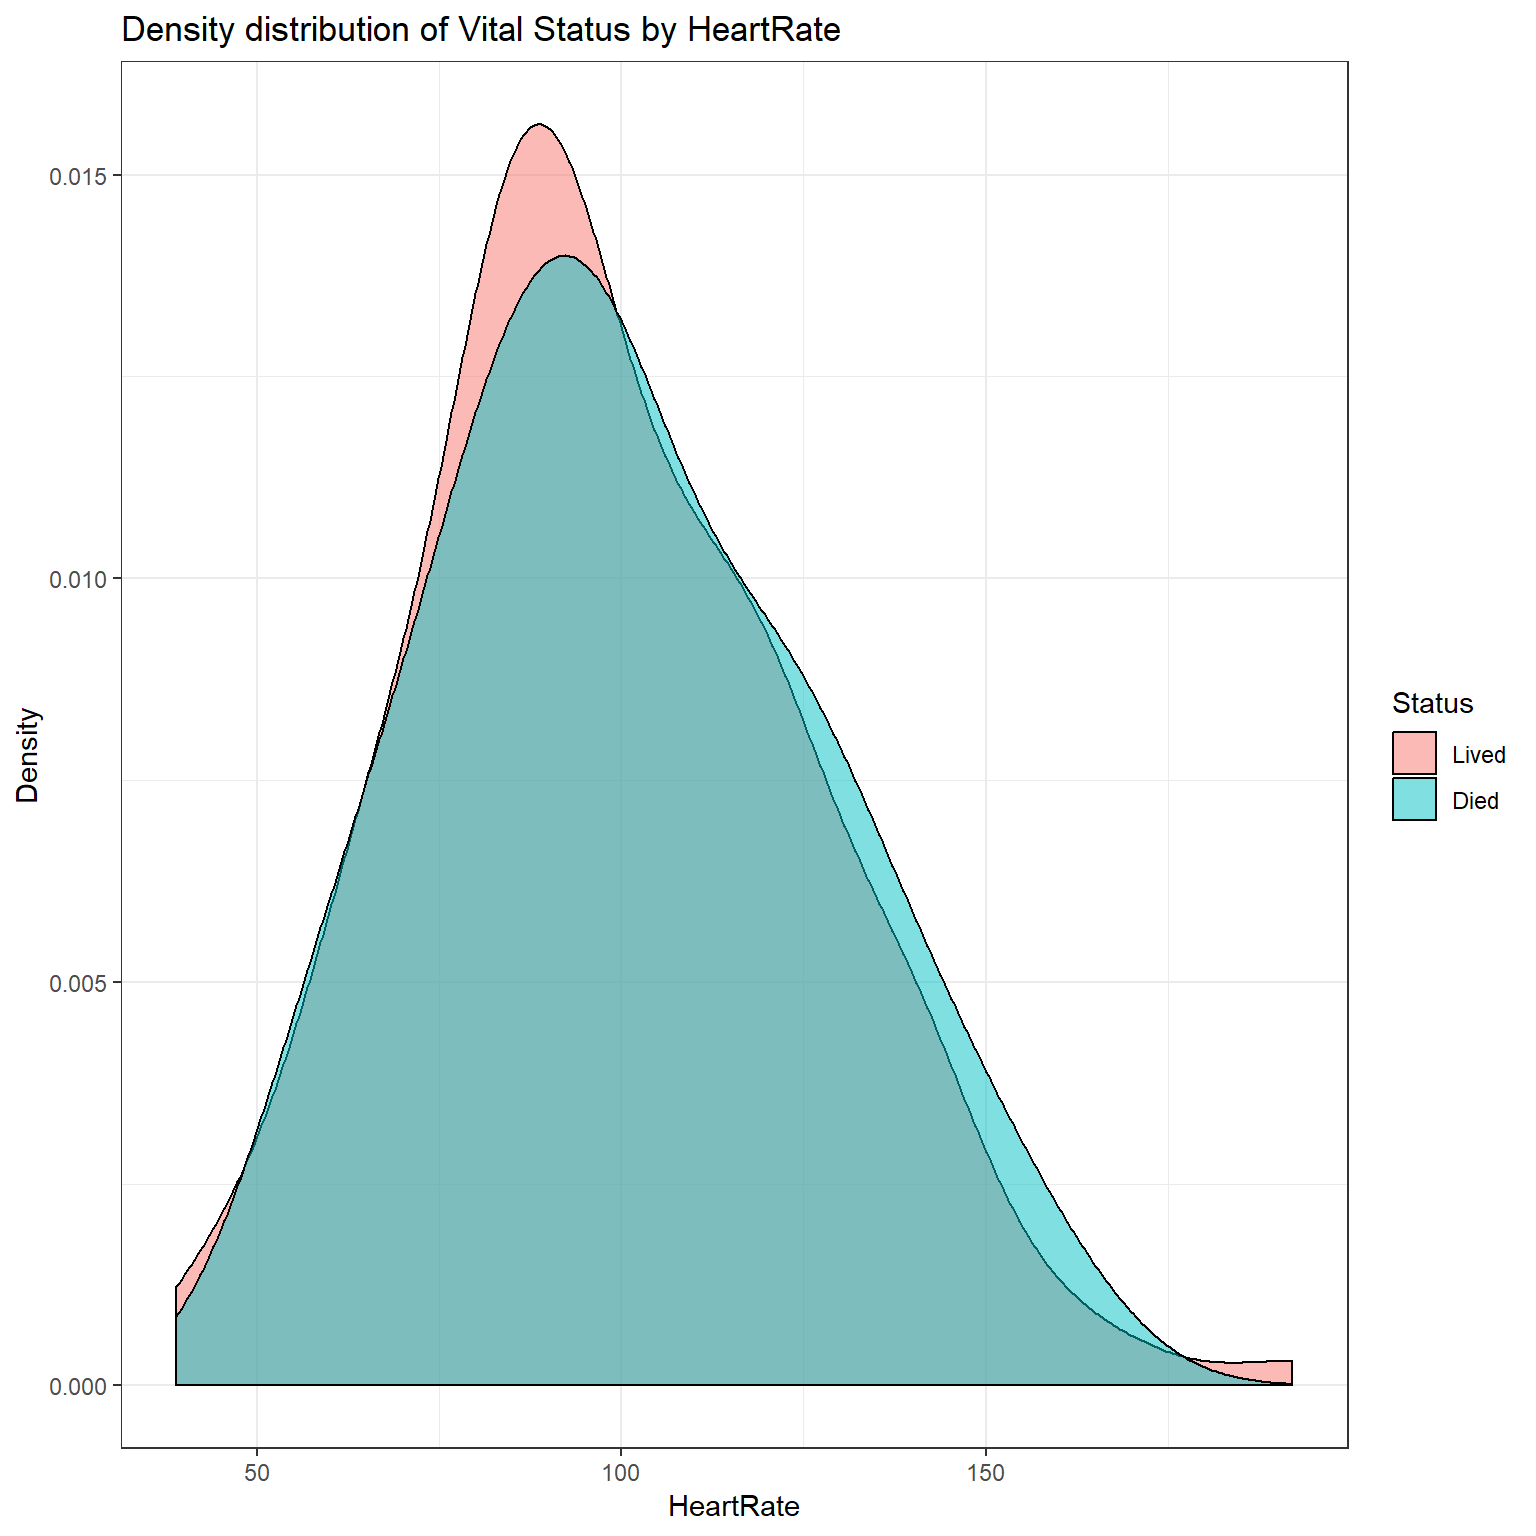 Density distribution of Vital Status by HeartRate
0.015
0.010
0.005
0.000
Density
50 100 150
HeartRate
Status
Lived
Died